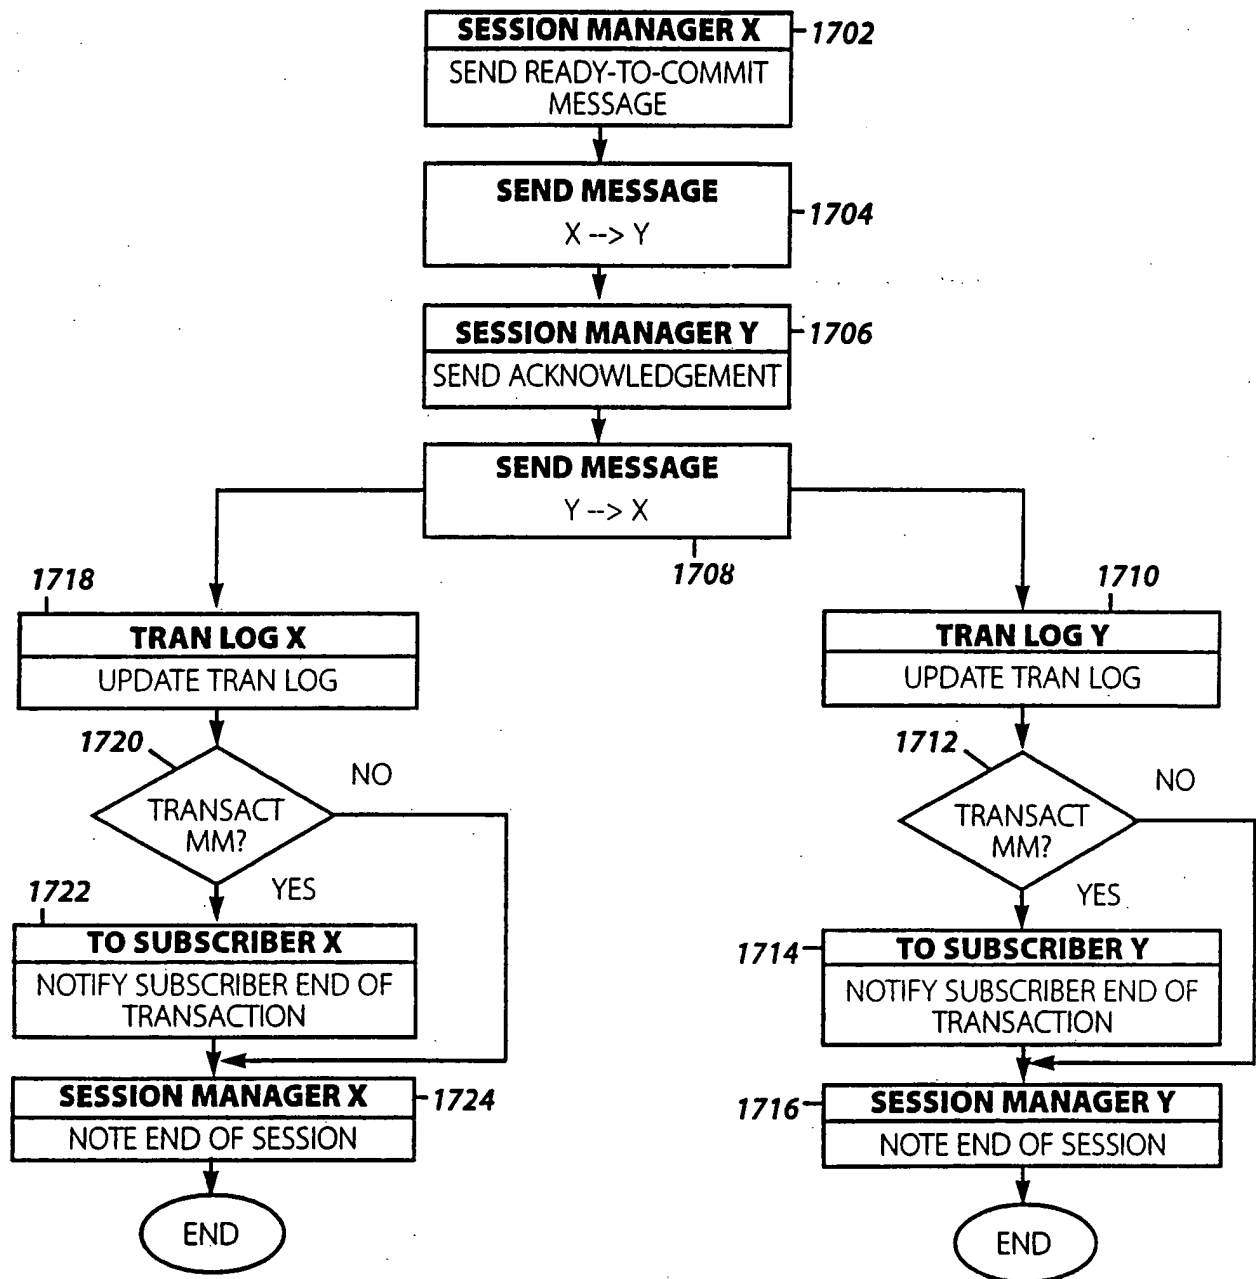 SESSION MANAGER X
1702
SEND READY-TO-COMMIT
MESSAGE
SEND MESSAGE
1704
X --> Y
SESSION MANAGER Y
1706
SEND ACKNOWLEDGEMENT
SEND MESSAGE
Y --> X
1708
1718
TRAN LOG X
UPDATE TRAN LOG
1720
NO
TRANSACT
MM?
YES
1722
TO SUBSCRIBER X
NOTIFY SUBSCRIBER END OF
TRANSACTION
SESSION MANAGER X
1724
NOTE END OF SESSION
END
1710
TRAN LOG Y
UPDATE TRAN LOG
1712
NO
TRANSACT
MM?
YES
1714
TO SUBSCRIBER Y
NOTIFY SUBSCRIBER END OF
TRANSACTION
1716
SESSION MANAGER Y
NOTE END OF SESSION
END